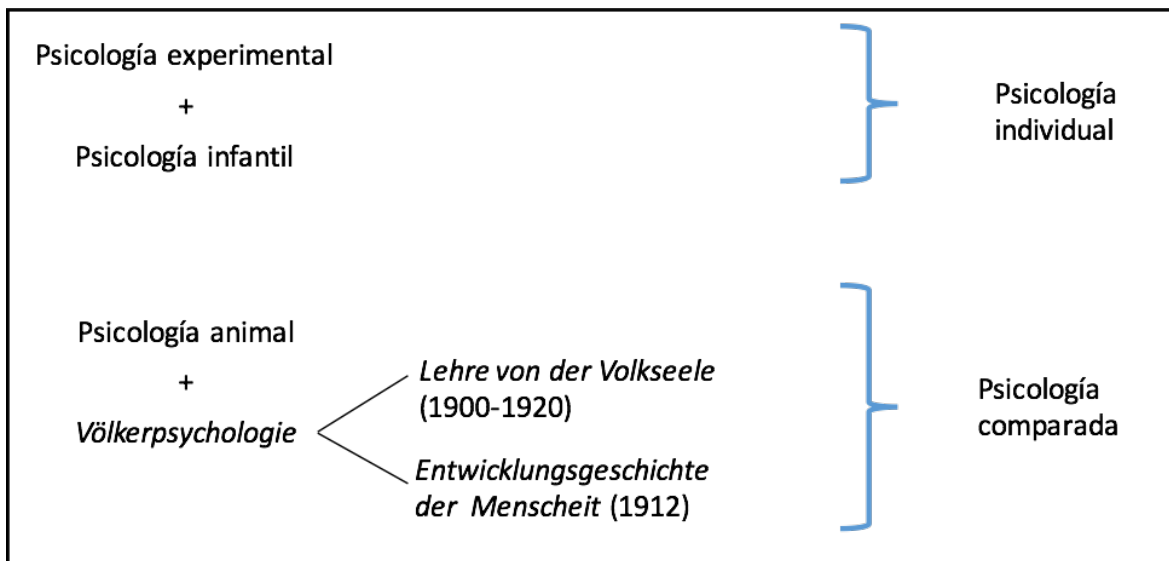 Psicología experimental
+
Psicología infantil
Psicología
individual
Psicología animal
+
Völkerpsychologie
Lehre von der Volkseele
(1900-1920)
Entwicklungsgeschichte
der Menscheit (1912)
Psicología
comparada